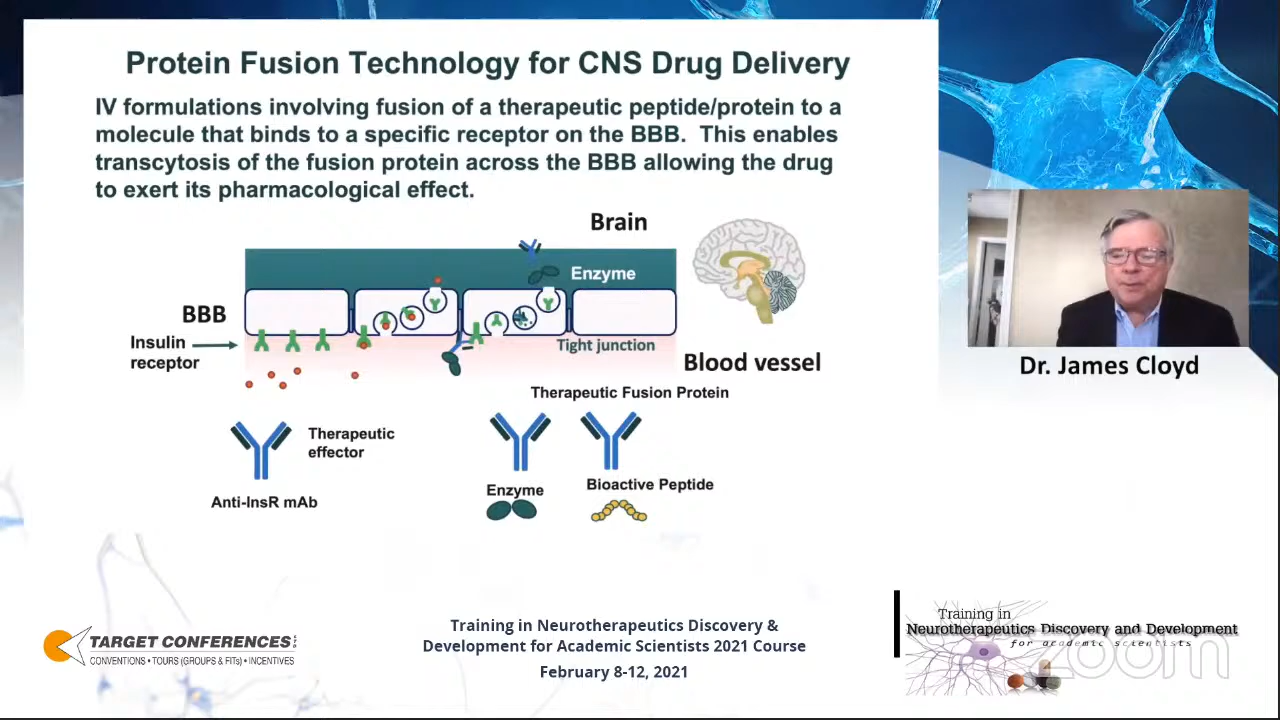 Protein Fusion Technology for CNS Drug Delivery
IV formulations involving fusion of a therapeutic peptide/protein to a
molecule that binds to a specific receptor on the BBB. This enables
transcytosis of the fusion protein across the BBB allowing the drug
to exert its pharmacological effect.
Brain
Enzyme
BBB
Insulin
receptor
Tight junction
Blood vessel
Therapeutic Fusion Protein
Therapeutic
effector
Anti-InsR mAb
Enzyme
Bioactive Peptide
Dr. James Cloyd
TARGET CONFERENCES
CONVENTIONS • TOURS (GROUPS & FITs) • INCENTIVES
Training in Neurotherapeutics Discovery &
Development for Academic Scientists 2021 Course
February 8-12, 2021
Training in
Neurotherapeutics Discovery and Development
for academic scientists
zoom